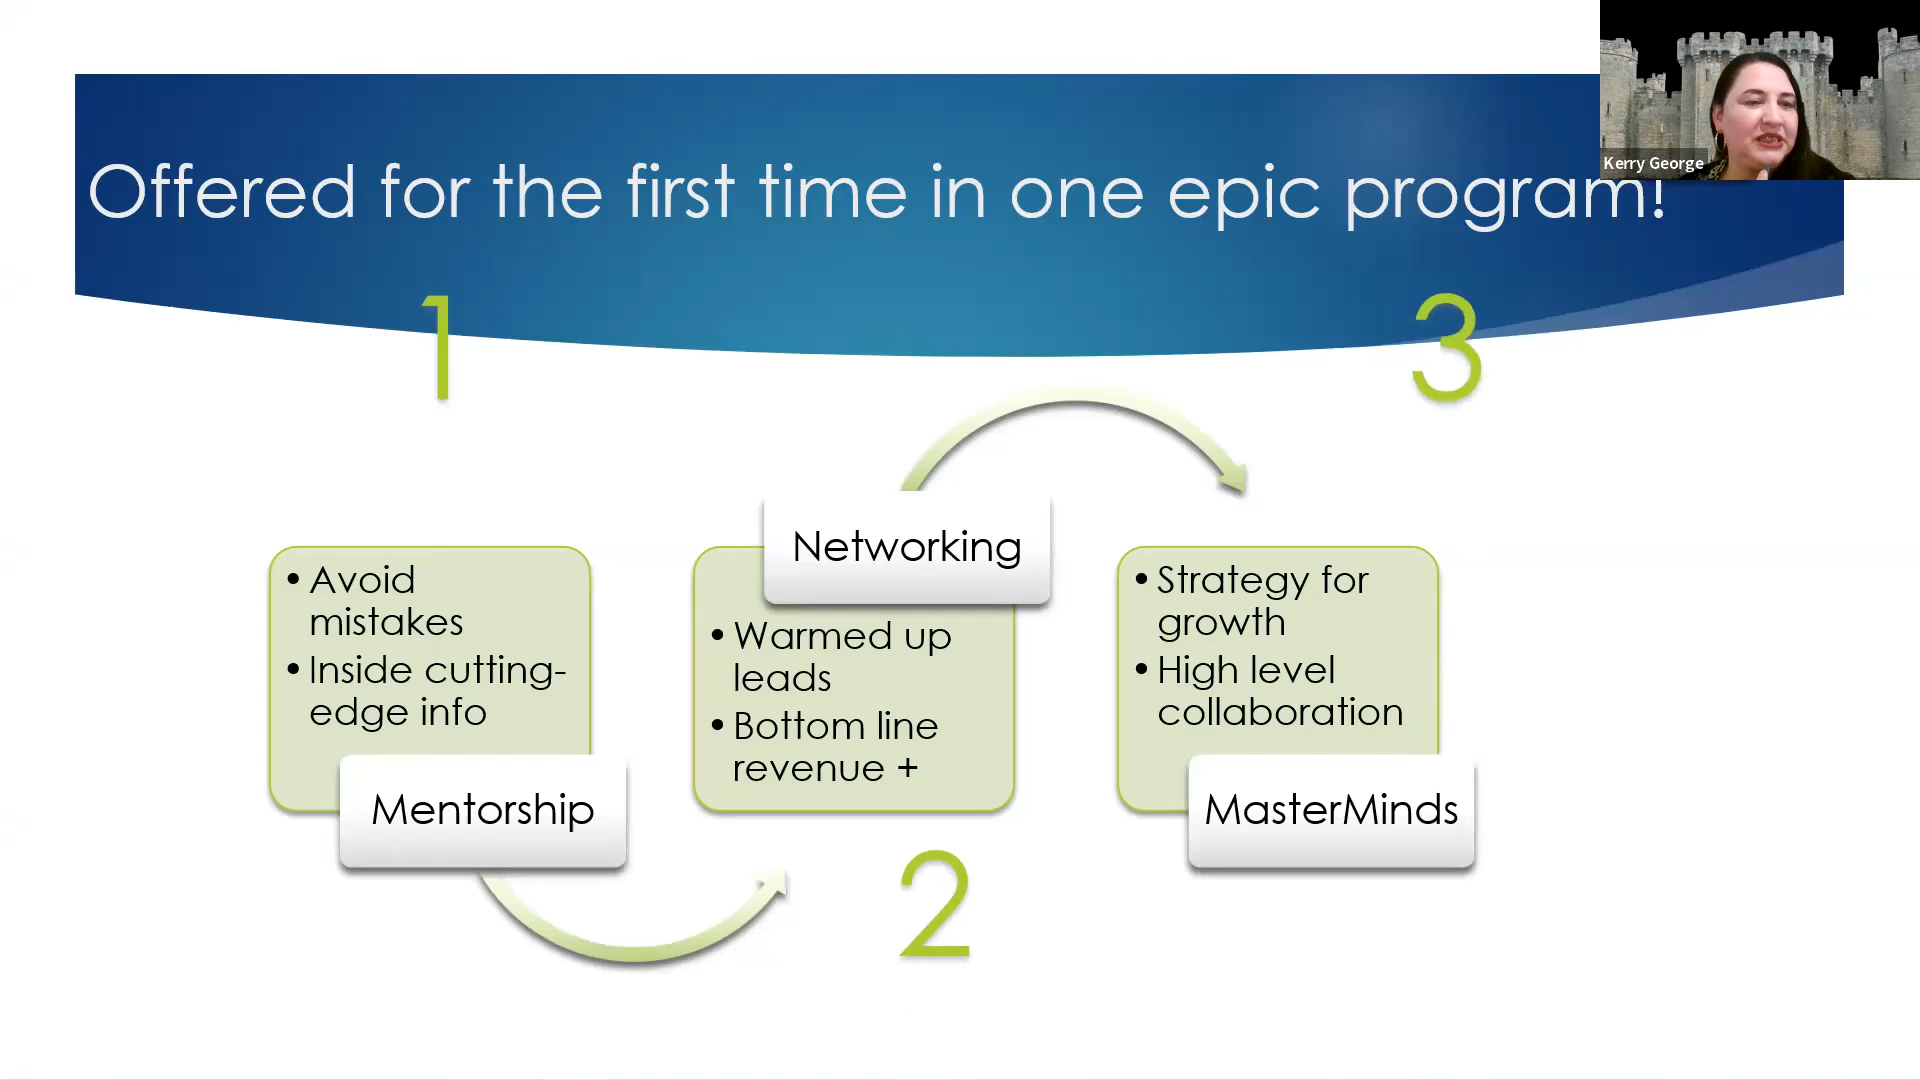 Kerry George
Offered for the first time in one epic program!
1
3
• Avoid
mistakes
• Inside cutting-
edge info
Mentorship
Networking
• Warmed up
leads
• Bottom line
revenue +
2
• Strategy for
growth
• High level
collaboration
MasterMinds